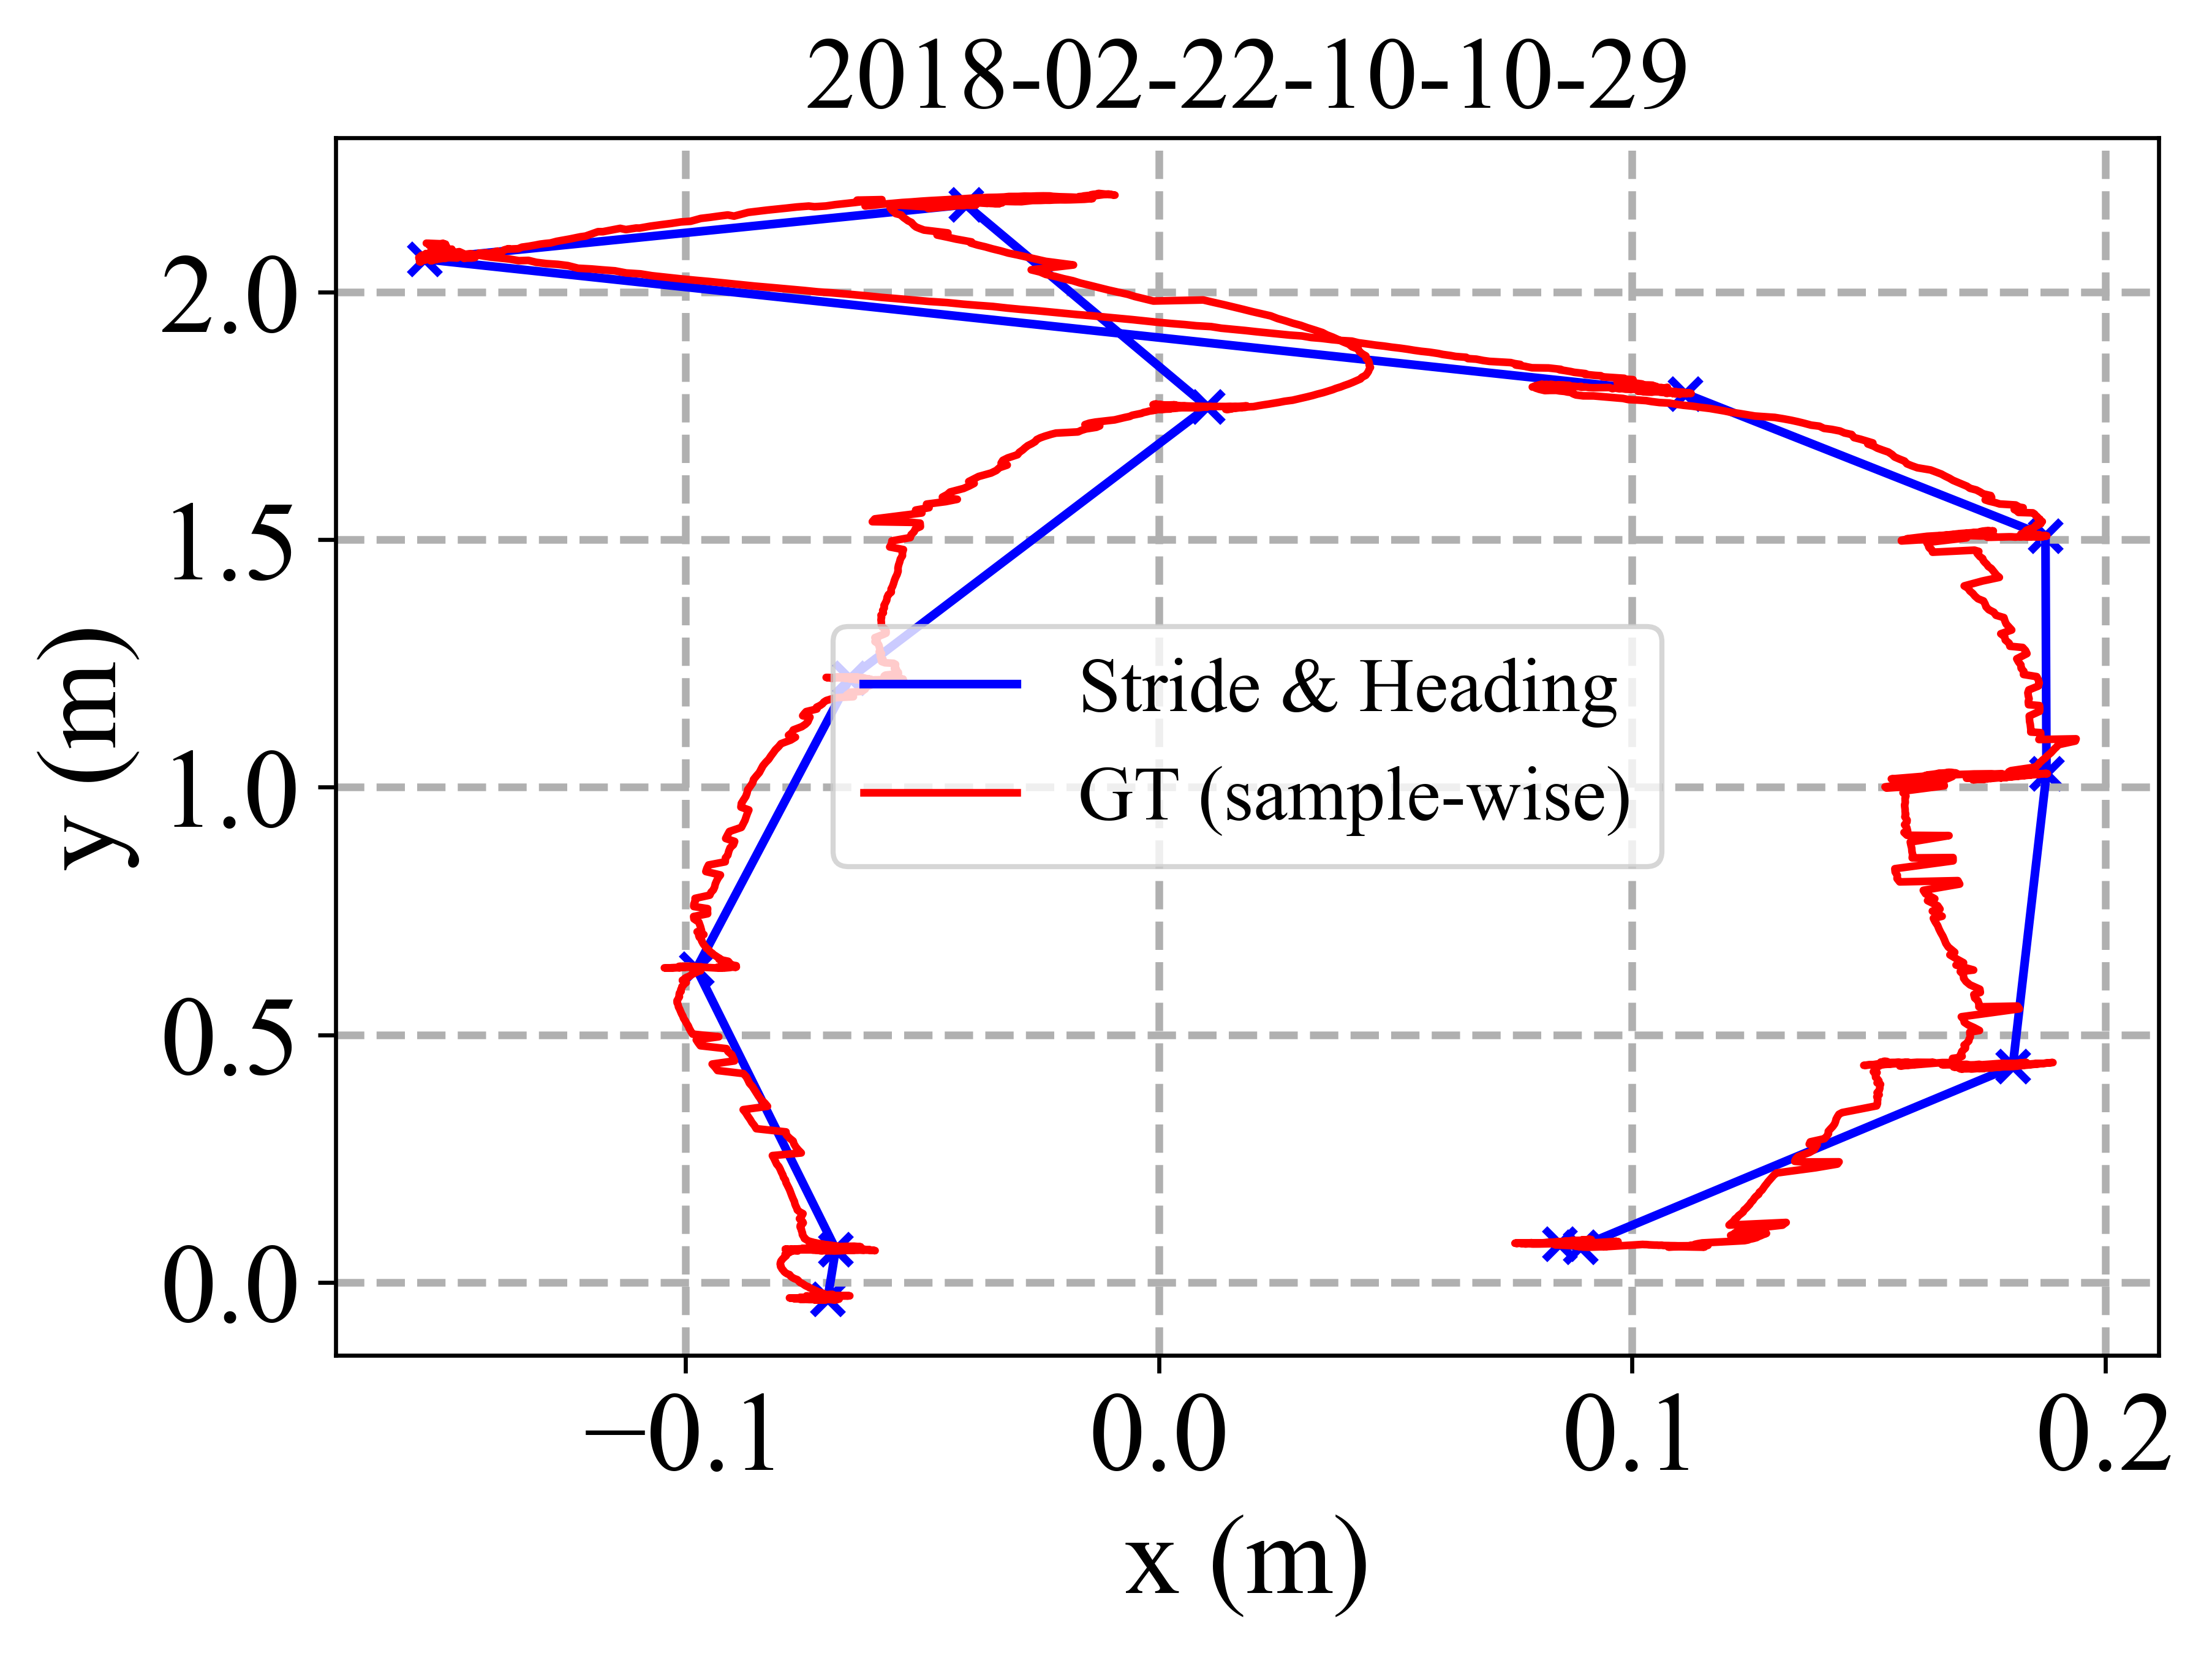 2018-02-22-10-10-29
y (m)
2.0
1.5
1.0
0.5
0.0
Stride & Heading
GT (sample-wise)
−0.1
0.0
0.1
0.2
x (m)